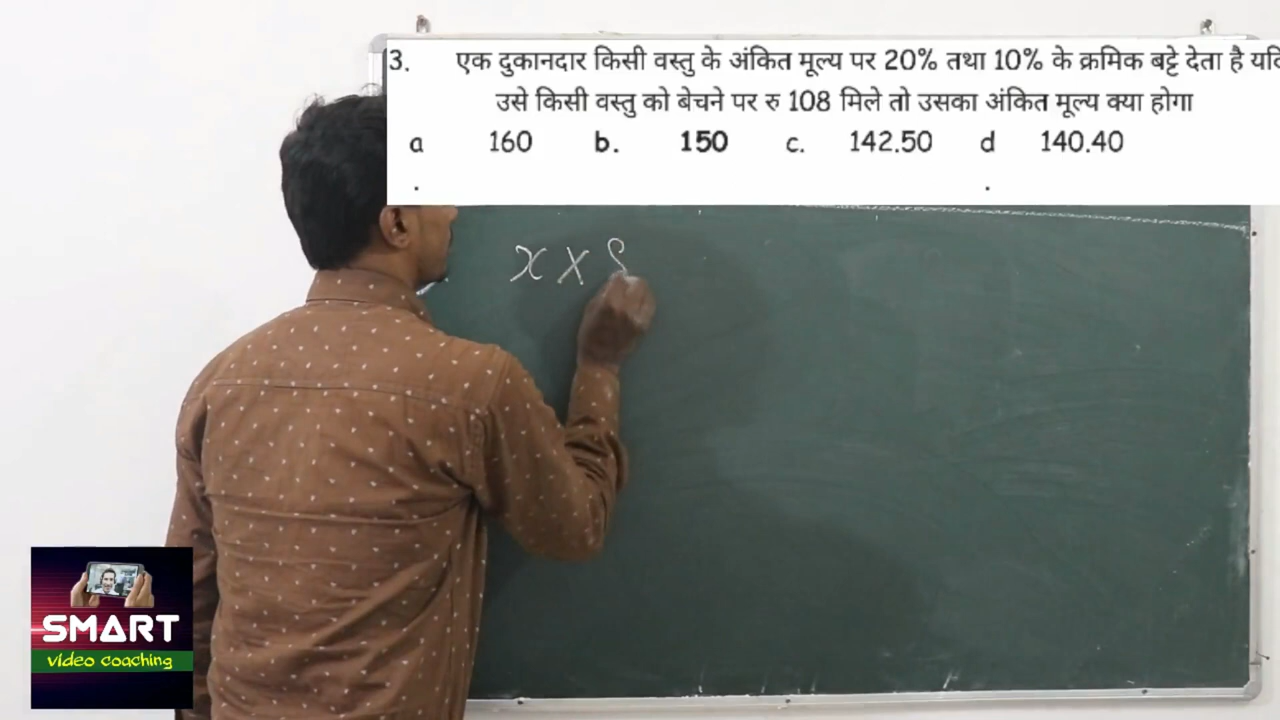 3. एक दुकानदार किसी वस्तु के अंकित मूल्य पर 20% तथा 10% के क्रमिक बट्टे देता है यदि
उसे किसी वस्तु को बेचने पर रु 108 मिले तो उसका अंकित मूल्य क्या होगा
a. 160 b. 150 c. 142.50 d. 140.40
x × 8
SMART
video coaching